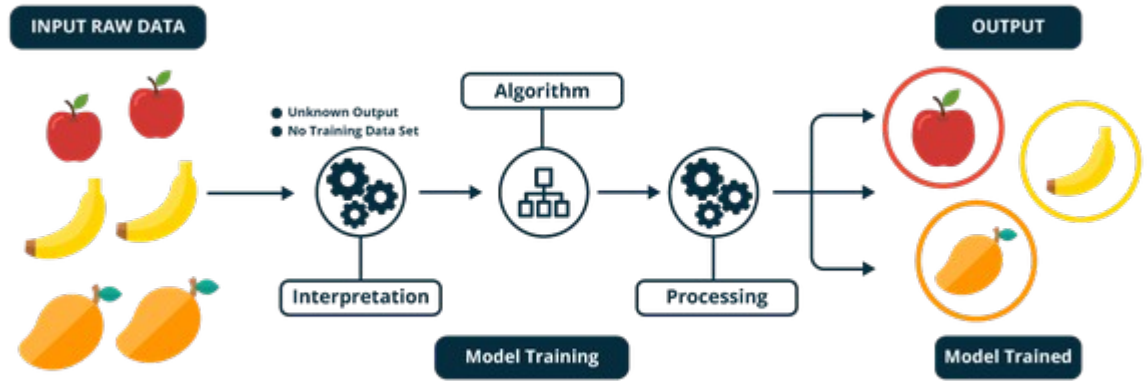 INPUT RAW DATA
OUTPUT
Algorithm
● Unknown Output
● No Training Data Set
Interpretation
Processing
Model Training
Model Trained